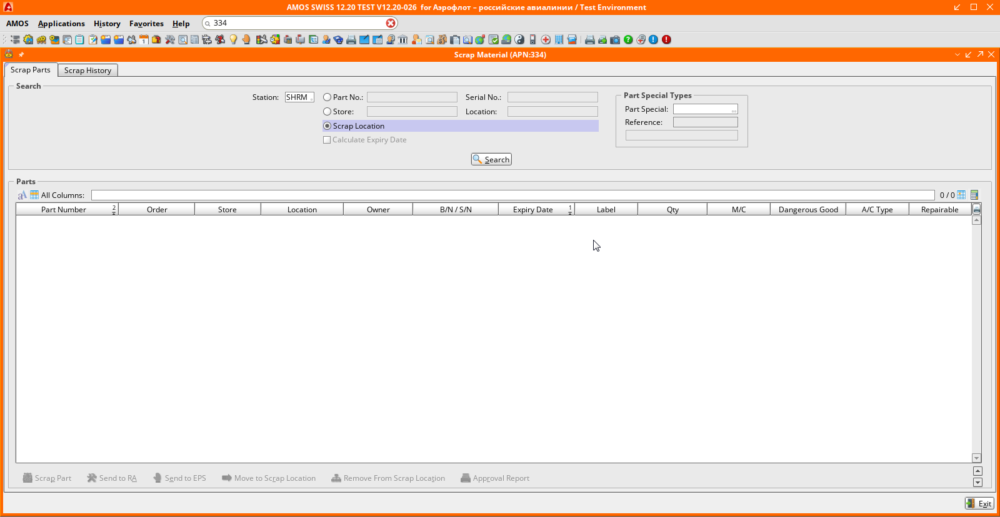 AMOS SWISS 12.20 TEST V12.20-026 for Аэрофлот – российские авиалинии / Test Environment
AMOS Applications History Favorites Help 334
Scrap Material (APN:334)
Scrap Parts Scrap History
Search
Station: SHRM Part No.: Serial No.:
Store: Location:
Scrap Location
Calculate Expiry Date
Part Special Types
Part Special:
Reference:
Search
Parts
All Columns: 0 / 0
Part Number 2 Order Store Location Owner B/N / S/N Expiry Date 1 Label Qty M/C Dangerous Good A/C Type Repairable
Scrap Part Send to RA Send to EPS Move to Scrap Location Remove From Scrap Location Approval Report
Exit